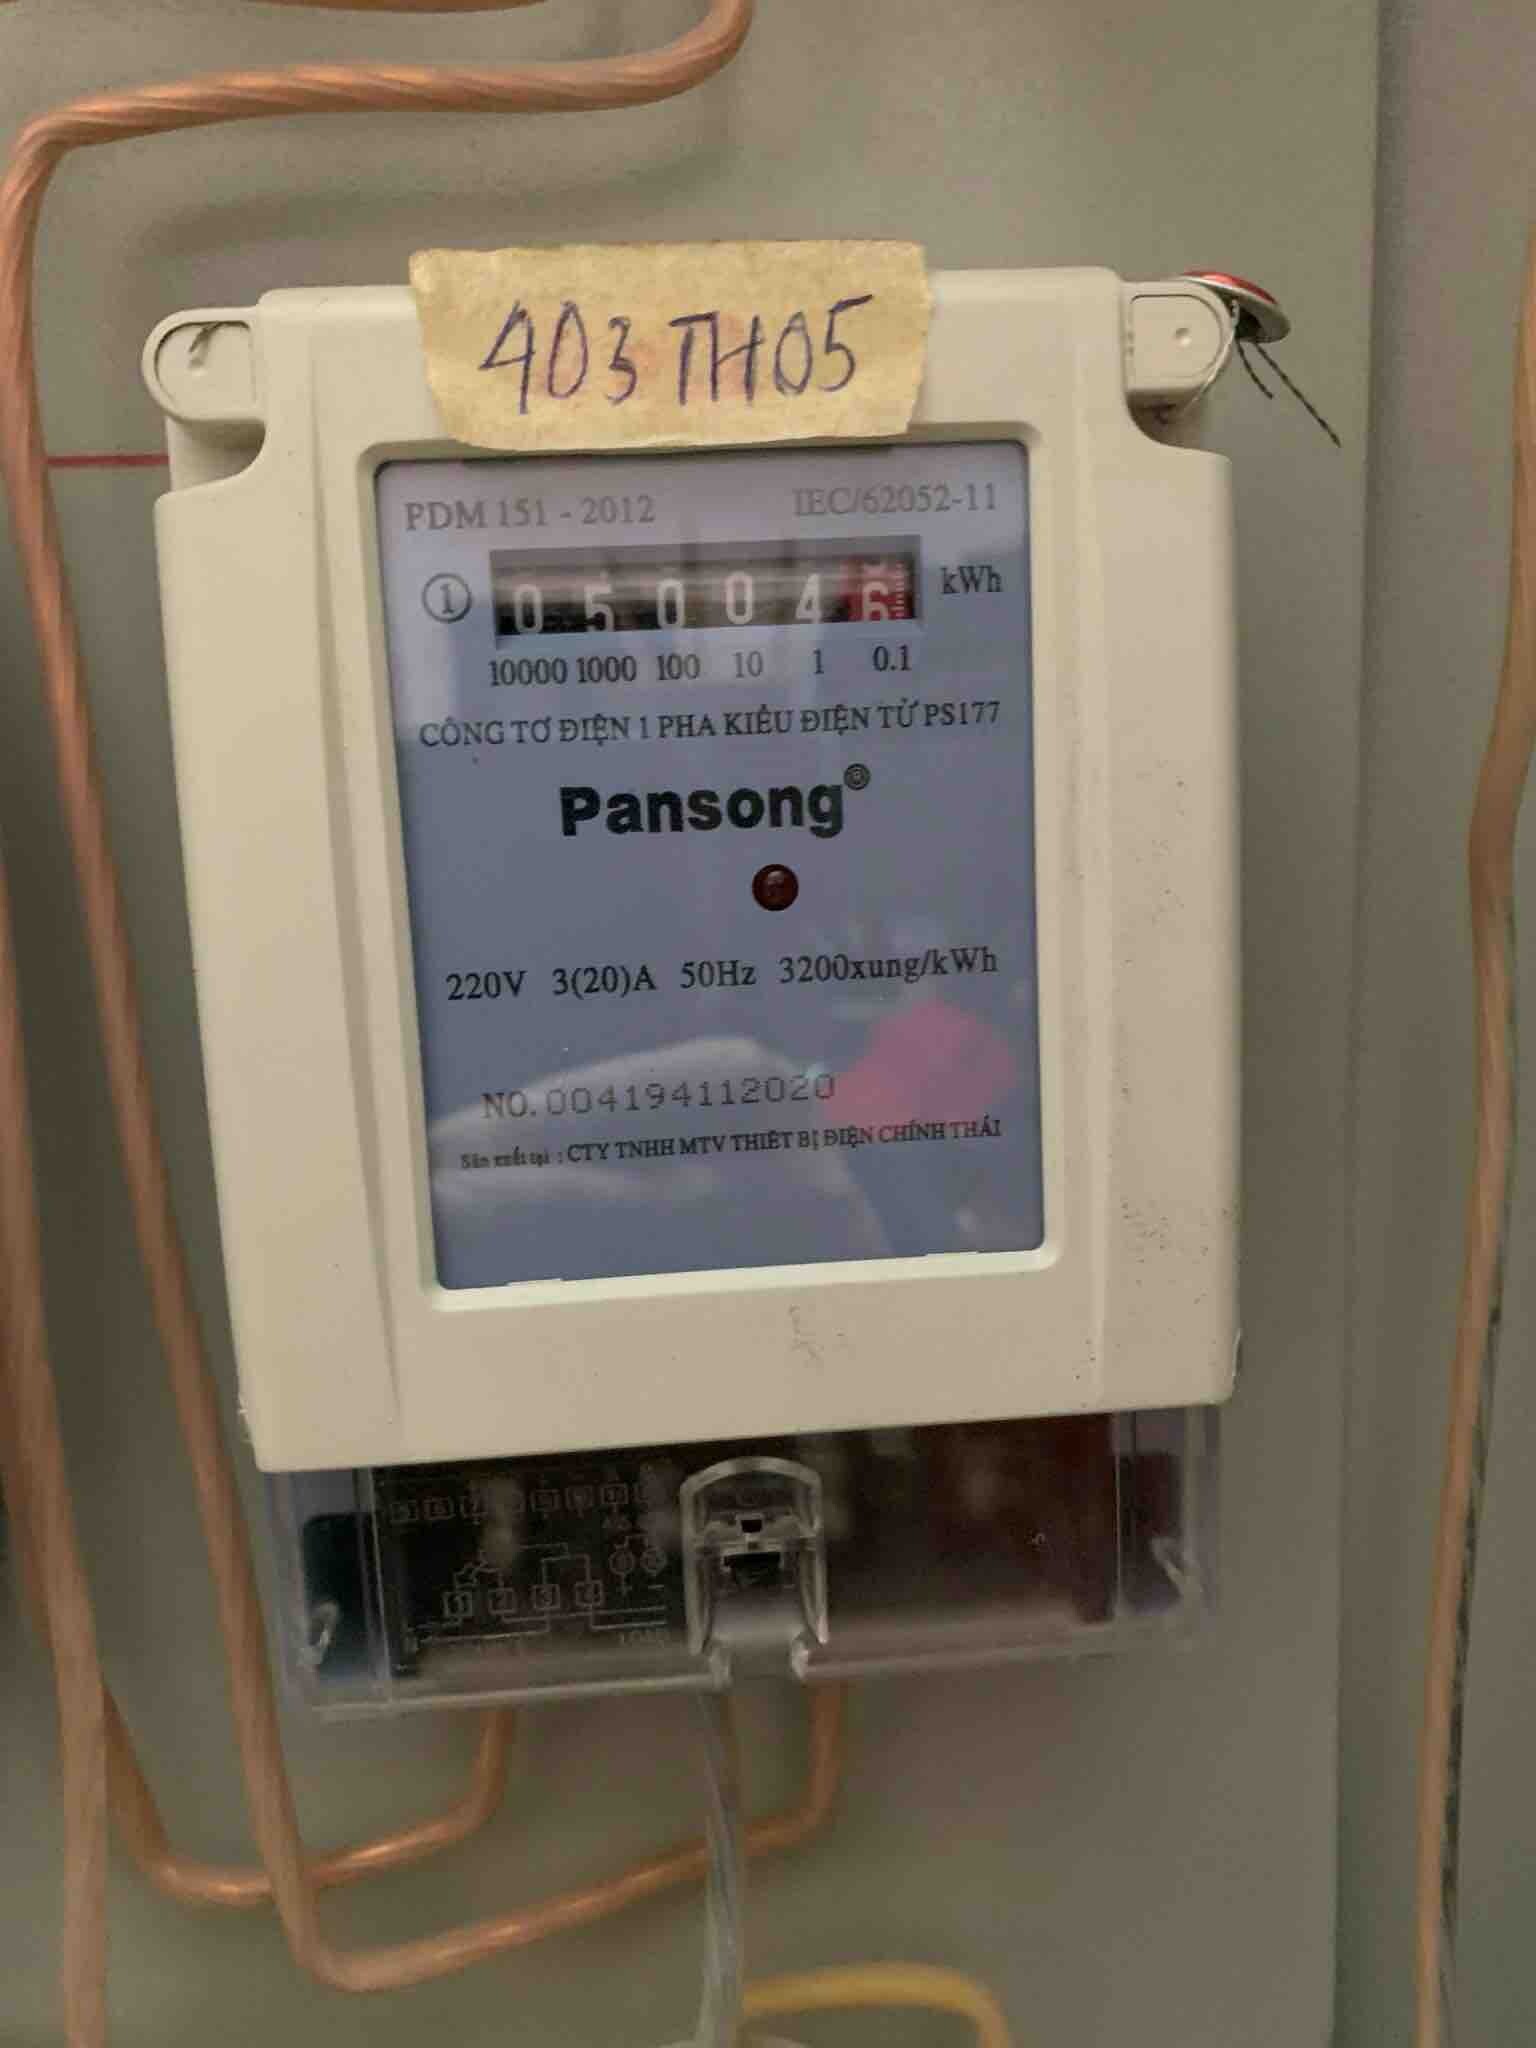 403 TH05
PDM 151 - 2012 IEC/62052-11
1 0 5 0 0 4 6 kWh
10000 1000 100 10 1 0.1
CÔNG TƠ ĐIỆN 1 PHA KIỂU ĐIỆN TỬ PS177
Pansong®
220V 3(20)A 50Hz 3200xung/kWh
NO. 004194112020
Sản xuất tại : CTY TNHH MTV THIẾT BỊ ĐIỆN CHÍNH THÁI